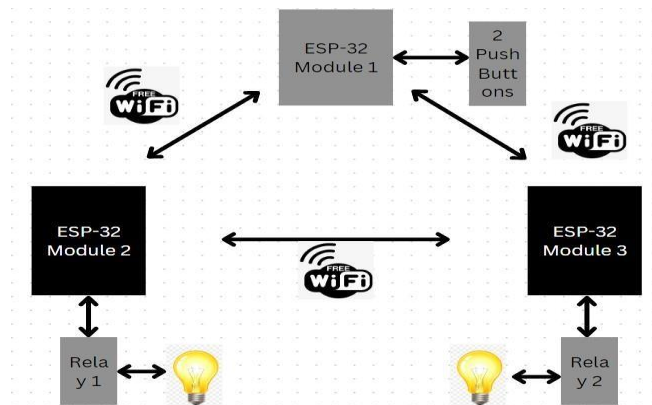 ESP-32
Module 1
2
Push
Butt
ons
FREE
WiFi
FREE
WiFi
ESP-32
Module 2
ESP-32
Module 3
FREE
WiFi
Rela
y 1
Rela
y 2